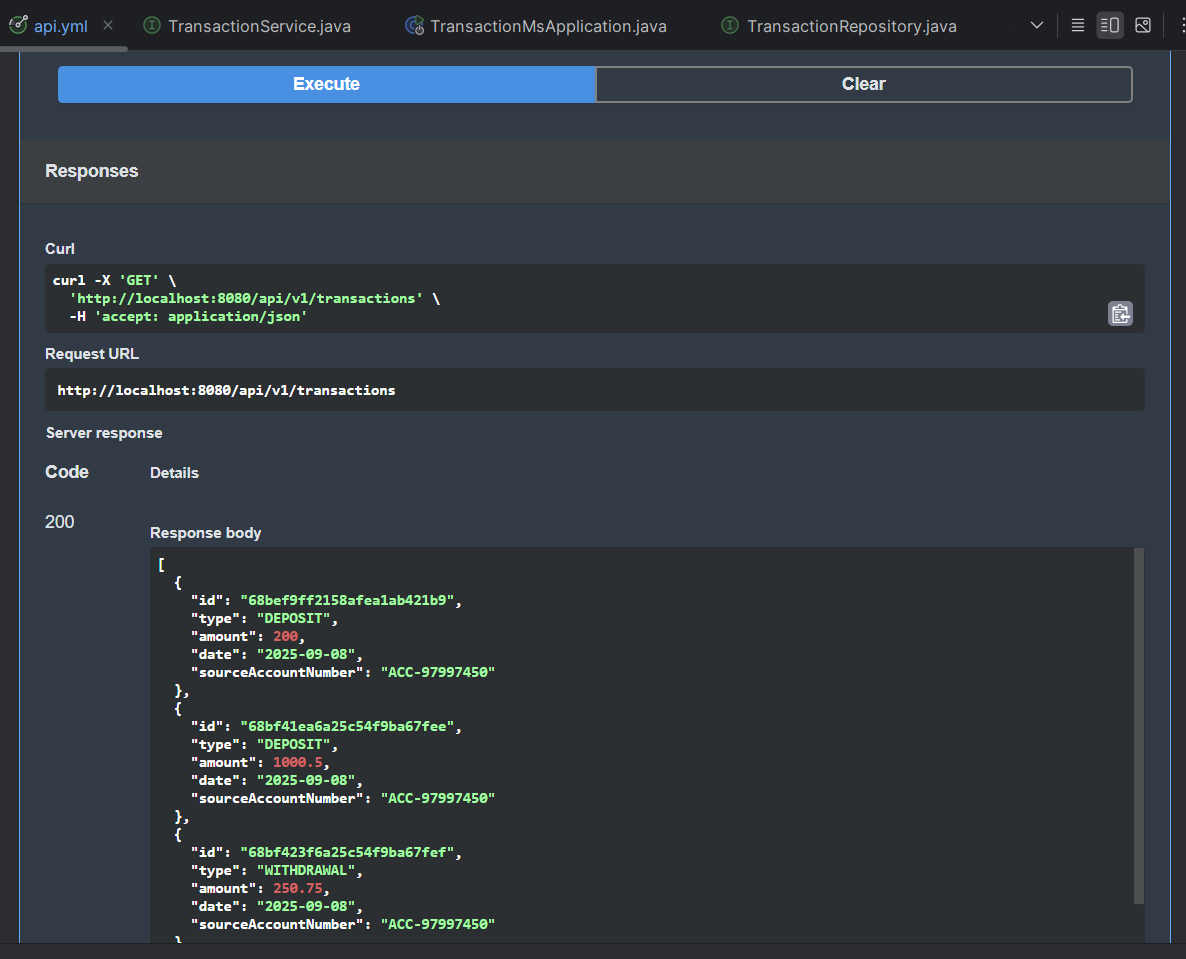 api.yml
TransactionService.java
TransactionMsApplication.java
TransactionRepository.java
Execute
Clear
Responses
Curl
curl -X 'GET' \
  'http://localhost:8080/api/v1/transactions' \
  -H 'accept: application/json'
Request URL
http://localhost:8080/api/v1/transactions
Server response
Code
Details
200
Response body
[
  {
    "id": "68bef9ff2158afea1ab421b9",
    "type": "DEPOSIT",
    "amount": 200,
    "date": "2025-09-08",
    "sourceAccountNumber": "ACC-97997450"
  },
  {
    "id": "68bf41ea6a25c54f9ba67fee",
    "type": "DEPOSIT",
    "amount": 1000.5,
    "date": "2025-09-08",
    "sourceAccountNumber": "ACC-97997450"
  },
  {
    "id": "68bf423f6a25c54f9ba67fef",
    "type": "WITHDRAWAL",
    "amount": 250.75,
    "date": "2025-09-08",
    "sourceAccountNumber": "ACC-97997450"
  }